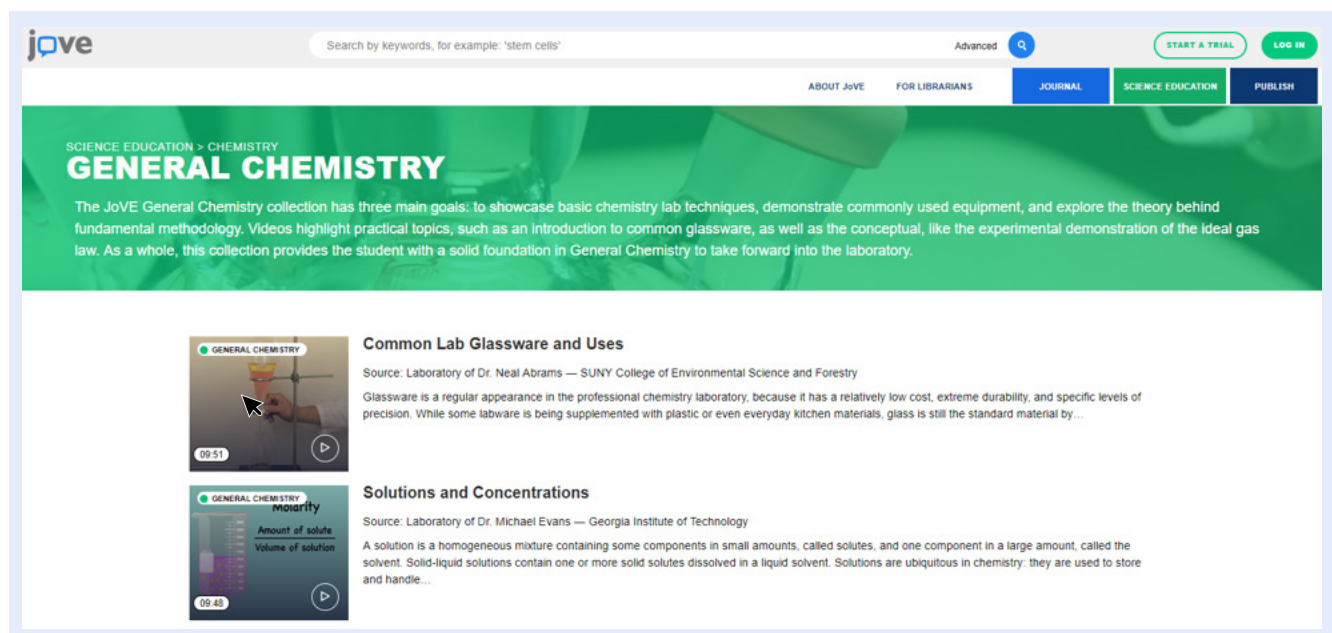 jove
Search by keywords, for example: 'stem cells'
Advanced
START A TRIAL
LOG IN
ABOUT JoVE
FOR LIBRARIANS
JOURNAL
SCIENCE EDUCATION
PUBLISH
SCIENCE EDUCATION > CHEMISTRY
GENERAL CHEMISTRY
The JoVE General Chemistry collection has three main goals: to showcase basic chemistry lab techniques, demonstrate commonly used equipment, and explore the theory behind
fundamental methodology. Videos highlight practical topics, such as an introduction to common glassware, as well as the conceptual, like the experimental demonstration of the ideal gas
law. As a whole, this collection provides the student with a solid foundation in General Chemistry to take forward into the laboratory.
GENERAL CHEMISTRY
09:51
Common Lab Glassware and Uses
Source: Laboratory of Dr. Neal Abrams — SUNY College of Environmental Science and Forestry
Glassware is a regular appearance in the professional chemistry laboratory, because it has a relatively low cost, extreme durability, and specific levels of
precision. While some labware is being supplemented with plastic or even everyday kitchen materials, glass is still the standard material by…
GENERAL CHEMISTRY
Molarity
Amount of solute
Volume of solution
09:48
Solutions and Concentrations
Source: Laboratory of Dr. Michael Evans — Georgia Institute of Technology
A solution is a homogeneous mixture containing some components in small amounts, called solutes, and one component in a large amount, called the
solvent. Solid-liquid solutions contain one or more solid solutes dissolved in a liquid solvent. Solutions are ubiquitous in chemistry: they are used to store
and handle…